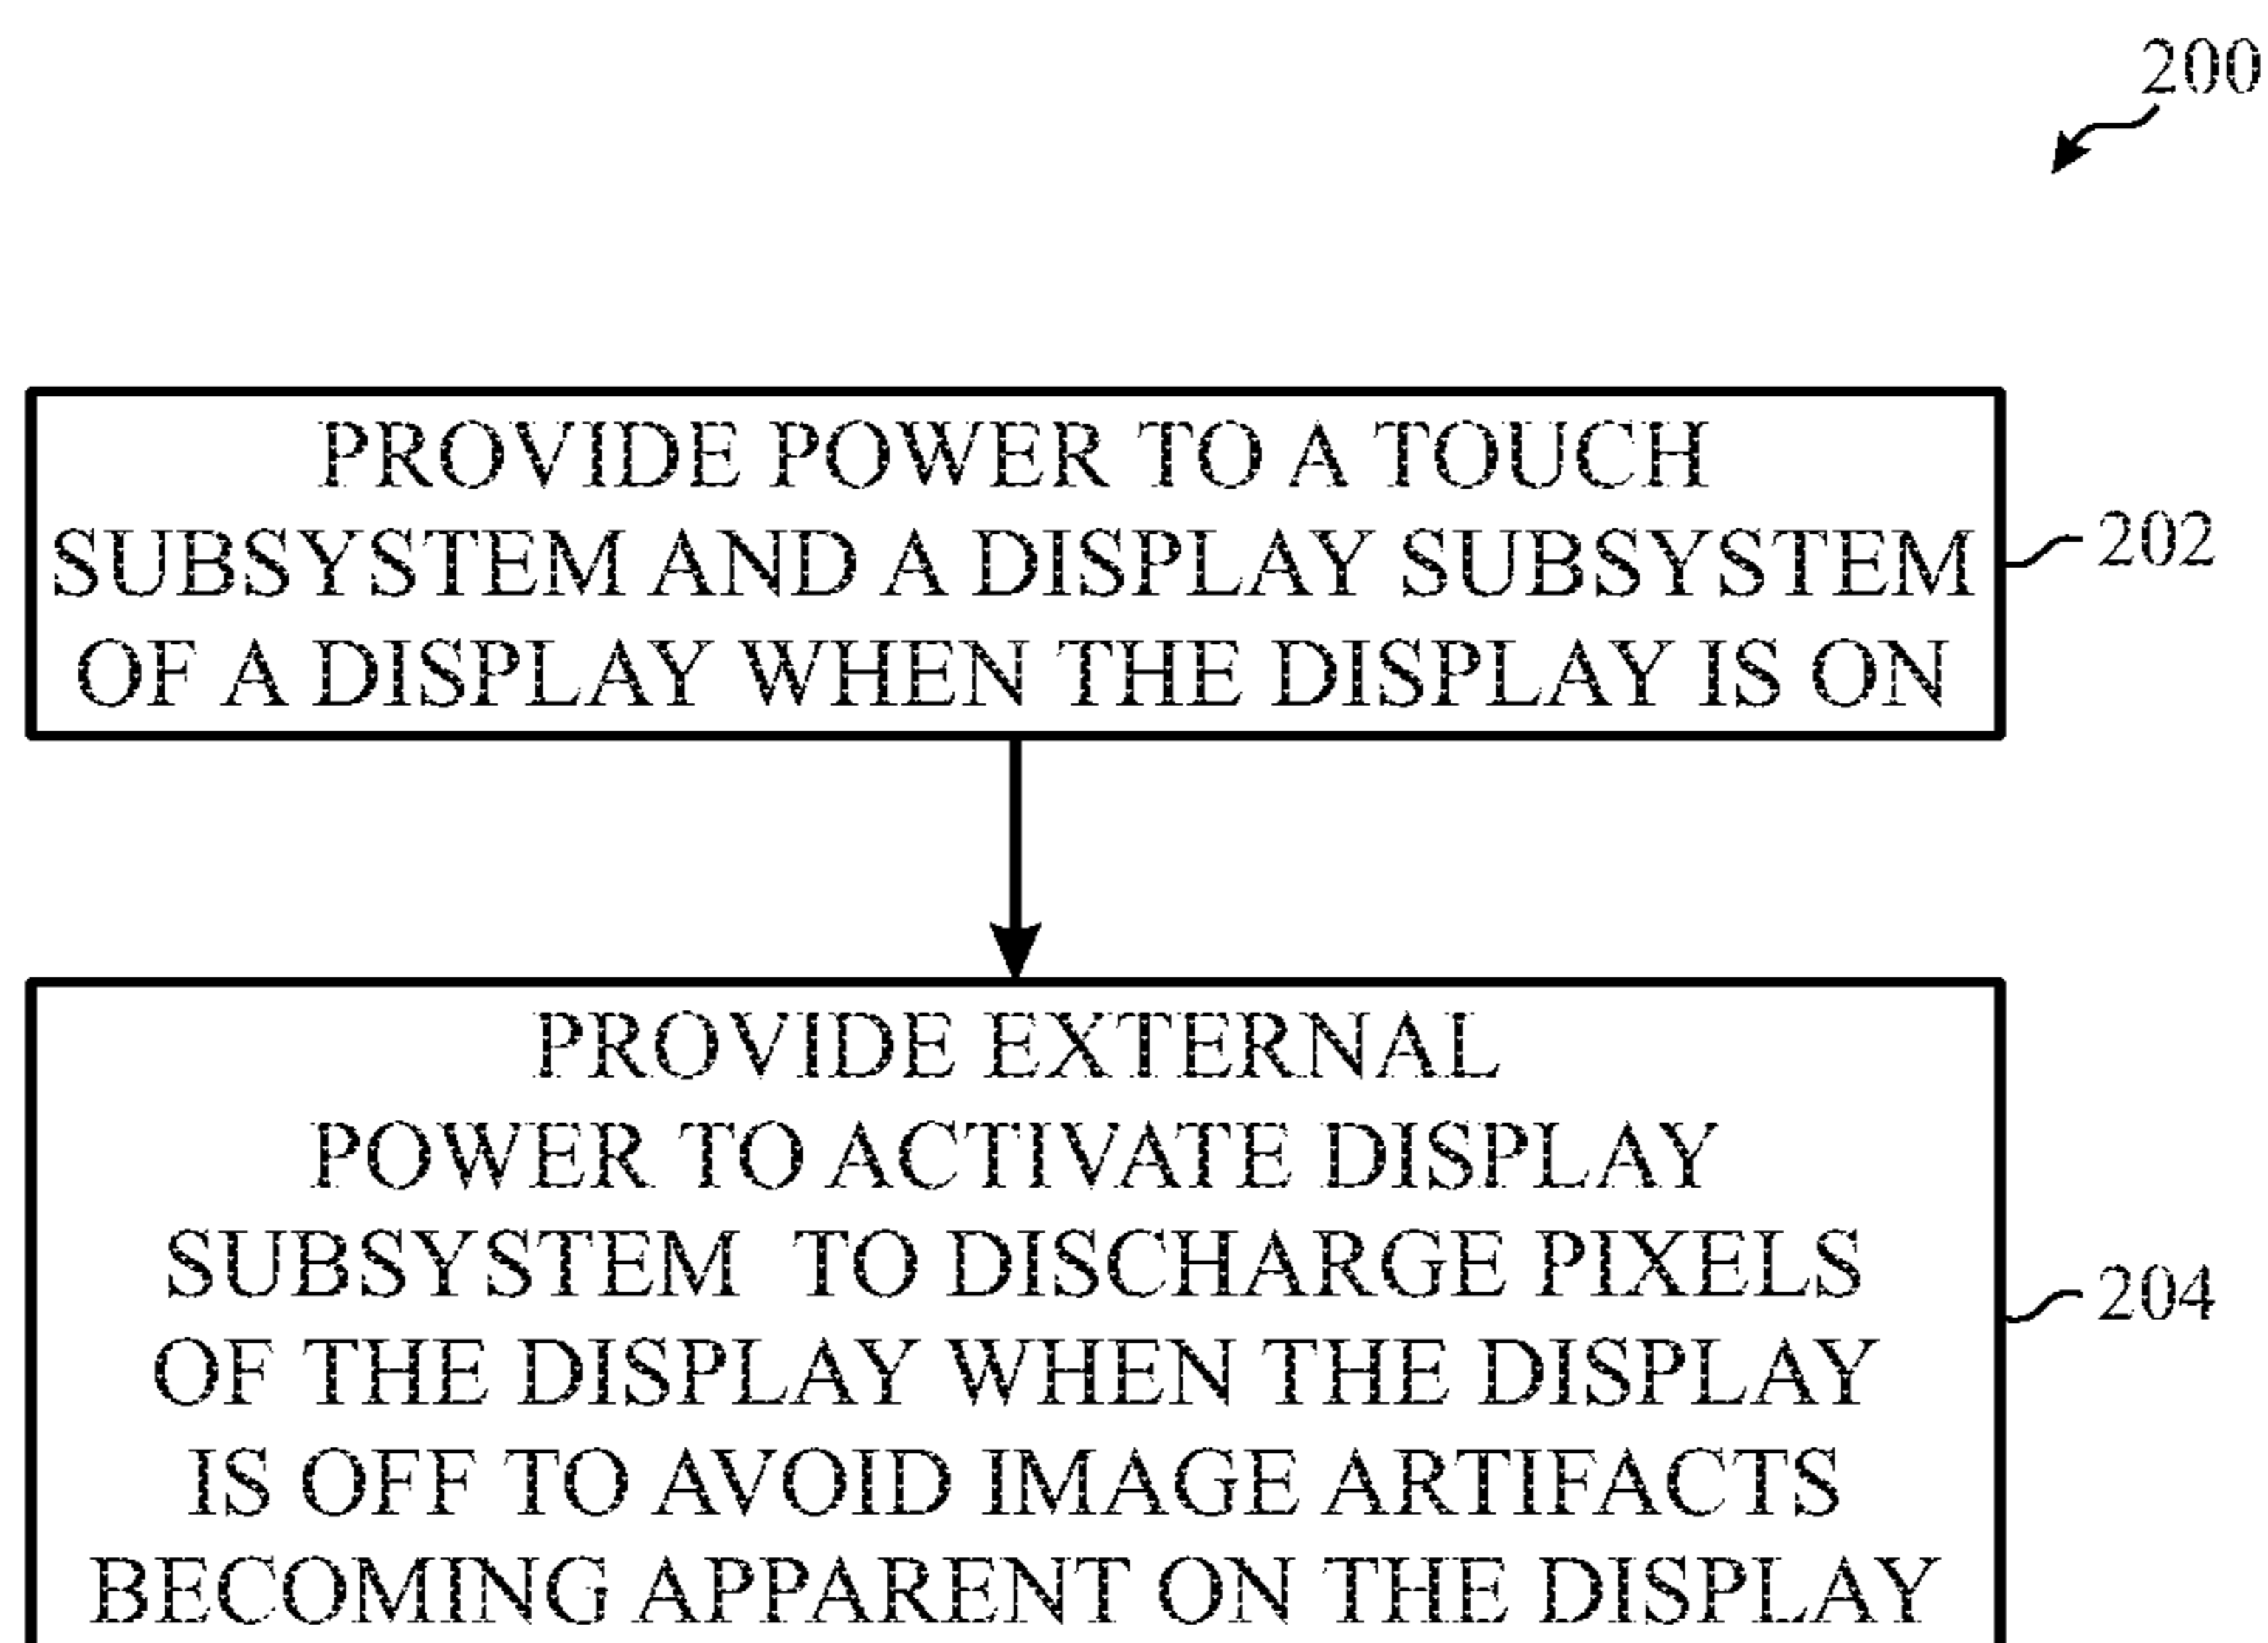 200
PROVIDE POWER TO A TOUCH
SUBSYSTEM AND A DISPLAY SUBSYSTEM
OF A DISPLAY WHEN THE DISPLAY IS ON
202
PROVIDE EXTERNAL
POWER TO ACTIVATE DISPLAY
SUBSYSTEM TO DISCHARGE PIXELS
OF THE DISPLAY WHEN THE DISPLAY
IS OFF TO AVOID IMAGE ARTIFACTS
BECOMING APPARENT ON THE DISPLAY
204